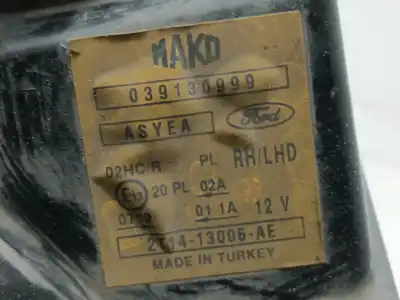 MAKO
039130999
ASYEA Ford
02HC/R PL RH/LHD
E13 20 PL 02A
01 1A 12 V
2T14-13006-AE
MADE IN TURKEY